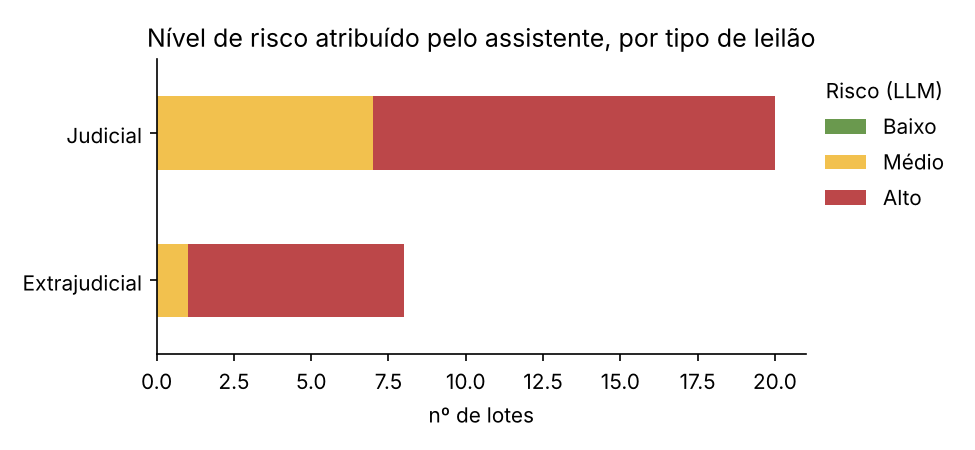 Nível de risco atribuído pelo assistente, por tipo de leilão
Risco (LLM)
Baixo
Médio
Alto
Judicial
Extrajudicial
0.0 2.5 5.0 7.5 10.0 12.5 15.0 17.5 20.0
nº de lotes